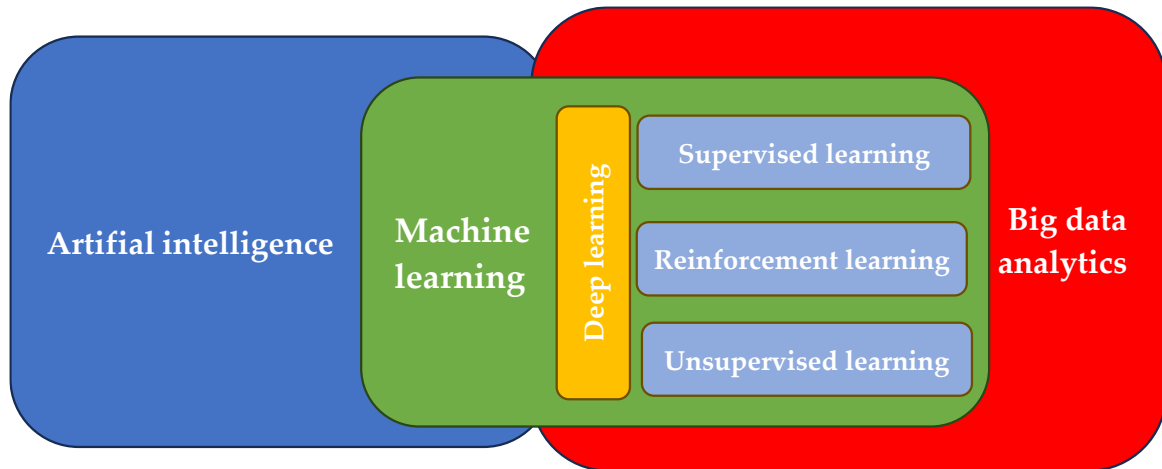 Artifial intelligence
Machine
learning
Deep learning
Supervised learning
Reinforcement learning
Unsupervised learning
Big data
analytics